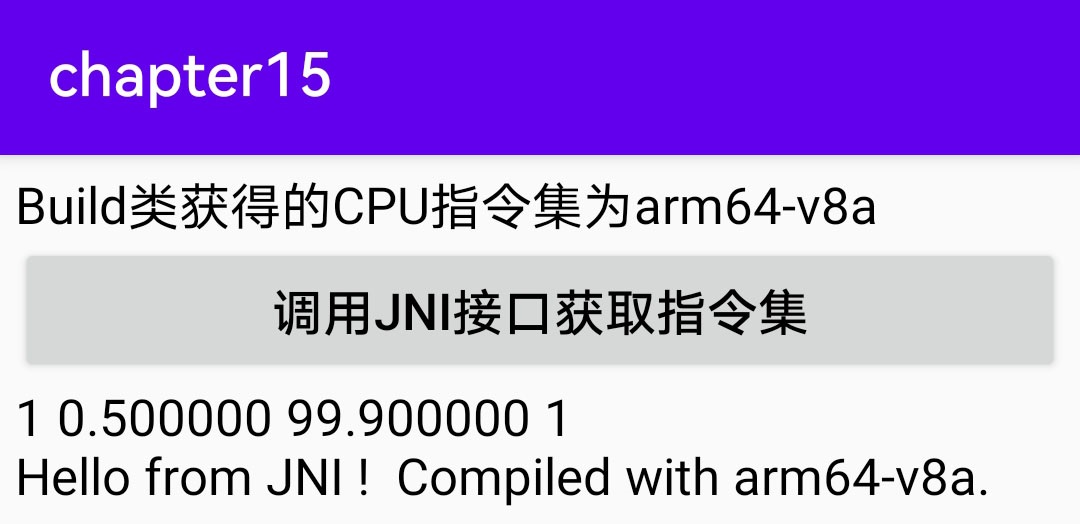 chapter15
Build类获得的CPU指令集为arm64-v8a
调用JNI接口获取指令集
1 0.500000 99.900000 1
Hello from JNI！ Compiled with arm64-v8a.